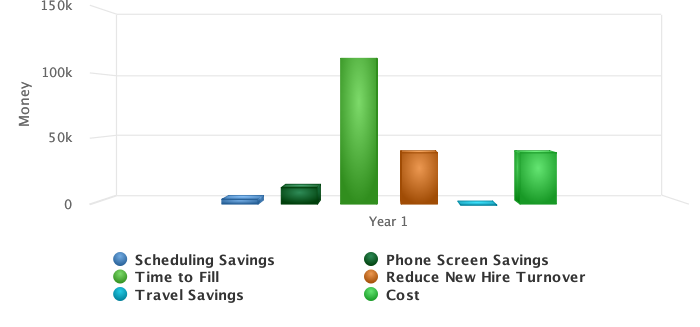 150k
100k
50k
0
Money
Year 1
Scheduling Savings
Phone Screen Savings
Time to Fill
Reduce New Hire Turnover
Travel Savings
Cost